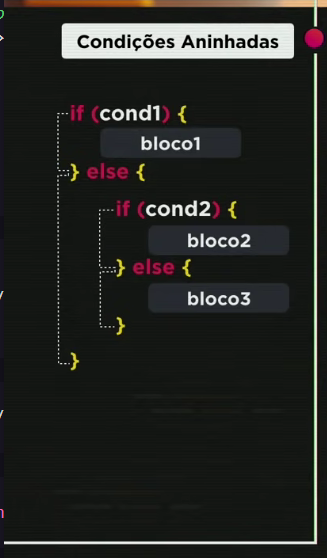 Condições Aninhadas
if (cond1) {
bloco1
} else {
if (cond2) {
bloco2
} else {
bloco3
}
}